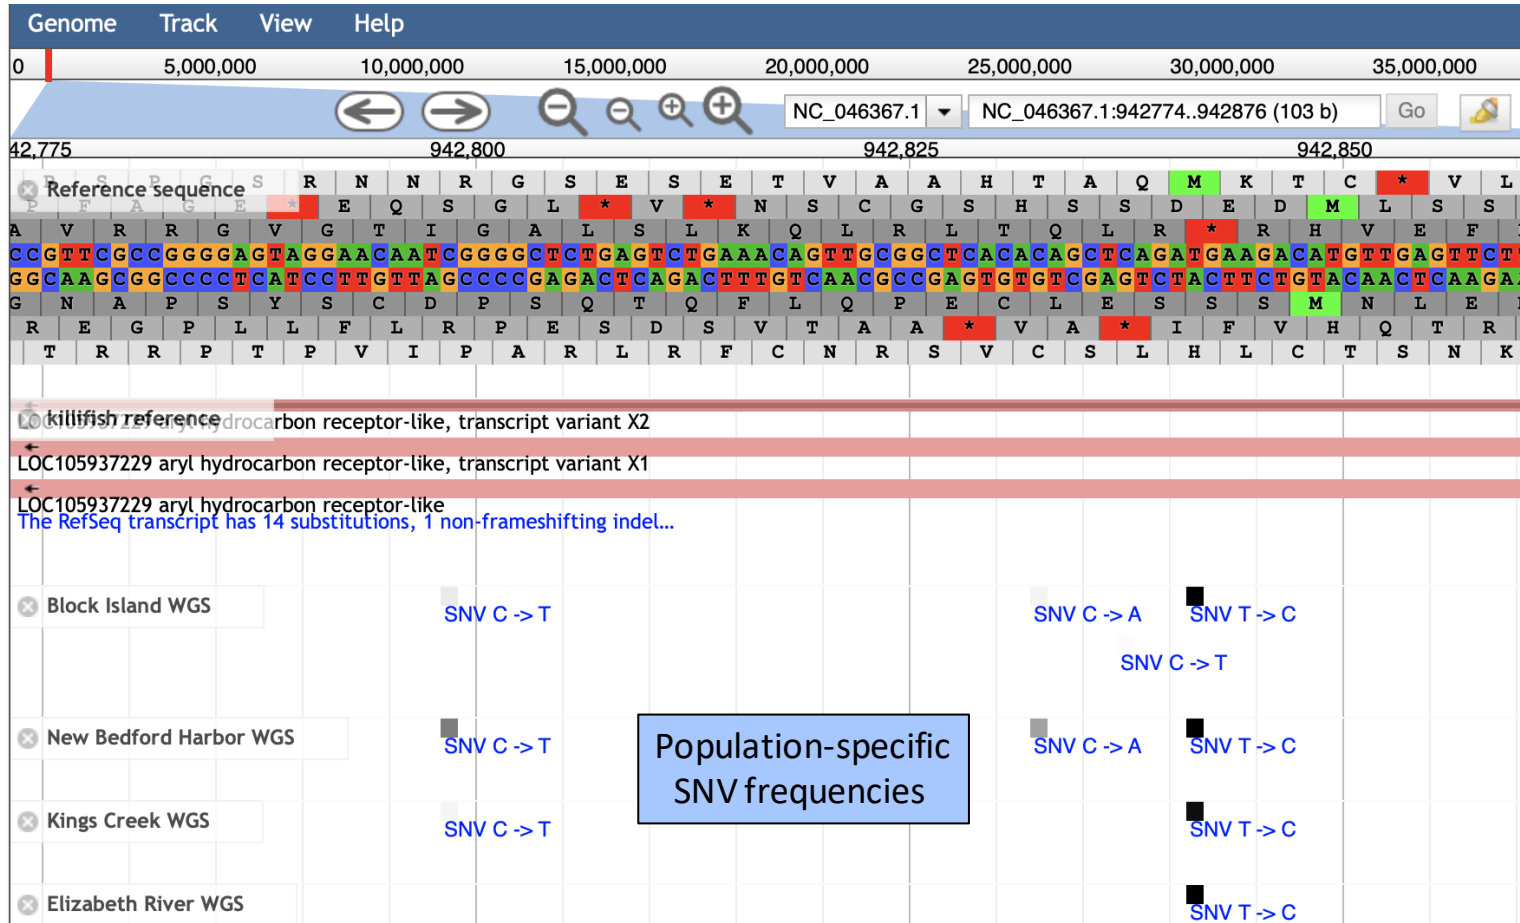 Genome Track View Help
0 5,000,000 10,000,000 15,000,000 20,000,000 25,000,000 30,000,000 35,000,000
NC_046367.1 NC_046367.1:942774..942876 (103 b) Go
42,775 942,800 942,825 942,850
Reference sequence
S P G S R N N R G S E S E T V A A H T A Q M K T C * V L
P F A G E * E Q S G L * V * N S C G S H S S D E D M L S S
A V R R G V G T I G A L S L K Q L R L T Q L R * R H V E F
CCGTTCGCCGGGGAGTAGGAACAATCGGGGCTCTGAGTCTGAAACAGTTGCGGCTCACACAGCTCAGATGAAGACATGTTGAGTTCT
GGCAAGCGGCCCCTCATCCTTGTTAGCCCCGAGACTCAGACTTTGTCAACGCCGAGTGTGTCGAGTCTACTTCTGTACAACTCAAGA
G N A P S Y S C D P S Q T Q F L Q P E C L E S S S M N L E
R E G P L L F L R P E S D S V T A A * V A * I F V H Q T R
T R R P T P V I P A R L R F C N R S V C S L H L C T S N K
killifish reference
LOC105937229 aryl hydrocarbon receptor-like, transcript variant X2
LOC105937229 aryl hydrocarbon receptor-like, transcript variant X1
LOC105937229 aryl hydrocarbon receptor-like
The RefSeq transcript has 14 substitutions, 1 non-frameshifting indel...
Block Island WGS
SNV C -> T SNV C -> A SNV T -> C
SNV C -> T
New Bedford Harbor WGS
SNV C -> T SNV C -> A SNV T -> C
Population-specific
SNV frequencies
Kings Creek WGS
SNV C -> T SNV T -> C
Elizabeth River WGS
SNV T -> C